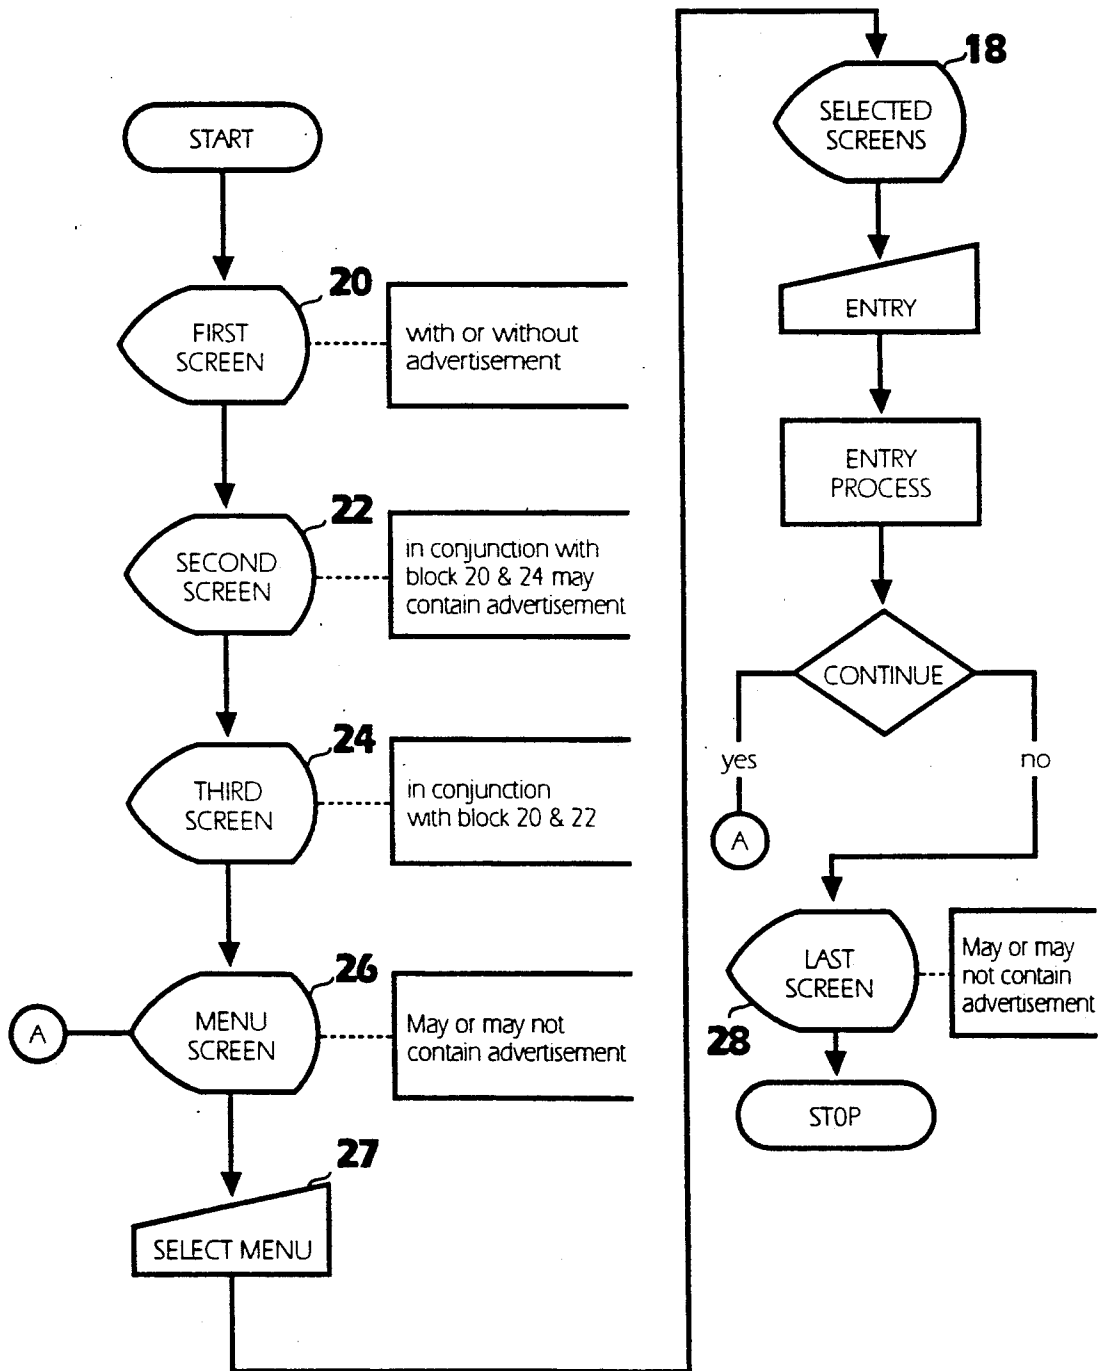 START
20
FIRST
SCREEN
with or without
advertisement
22
SECOND
SCREEN
in conjunction with
block 20 & 24 may
contain advertisement
24
THIRD
SCREEN
in conjunction
with block 20 & 22
A
26
MENU
SCREEN
May or may not
contain advertisement
27
SELECT MENU
18
SELECTED
SCREENS
ENTRY
ENTRY
PROCESS
CONTINUE
yes
no
A
LAST
SCREEN
28
May or may
not contain
advertisement
STOP